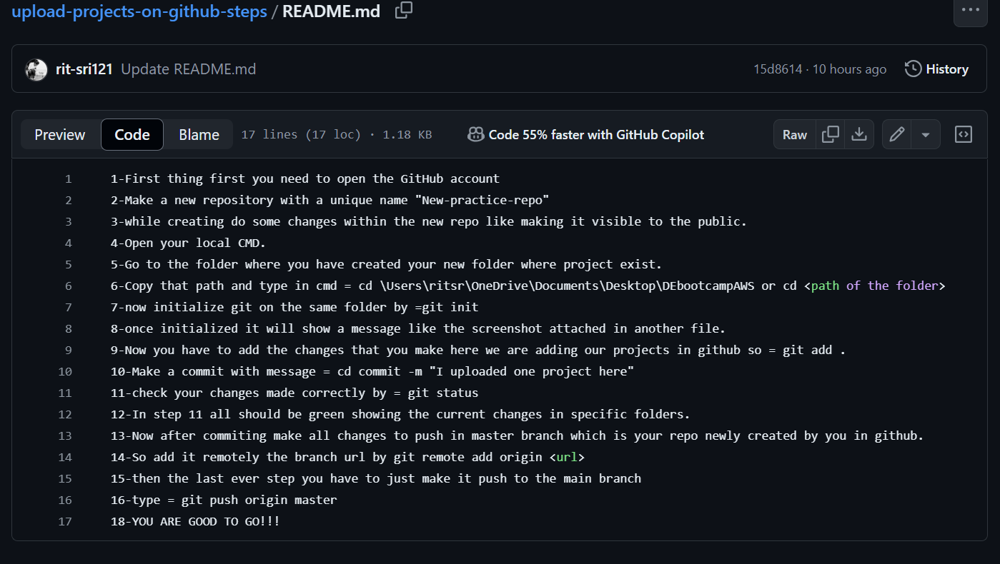 upload-projects-on-github-steps / README.md
rit-sri121 Update README.md 15d8614 · 10 hours ago History
Preview Code Blame 17 lines (17 loc) · 1.18 KB Code 55% faster with GitHub Copilot Raw
1 1-First thing first you need to open the GitHub account
2 2-Make a new repository with a unique name "New-practice-repo"
3 3-while creating do some changes within the new repo like making it visible to the public.
4 4-Open your local CMD.
5 5-Go to the folder where you have created your new folder where project exist.
6 6-Copy that path and type in cmd = cd \Users\ritsr\OneDrive\Documents\Desktop\DEbootcampAWS or cd <path of the folder>
7 7-now initialize git on the same folder by =git init
8 8-once initialized it will show a message like the screenshot attached in another file.
9 9-Now you have to add the changes that you make here we are adding our projects in github so = git add .
10 10-Make a commit with message = cd commit -m "I uploaded one project here"
11 11-check your changes made correctly by = git status
12 12-In step 11 all should be green showing the current changes in specific folders.
13 13-Now after commiting make all changes to push in master branch which is your repo newly created by you in github.
14 14-So add it remotely the branch url by git remote add origin <url>
15 15-then the last ever step you have to just make it push to the main branch
16 16-type = git push origin master
17 18-YOU ARE GOOD TO GO!!!